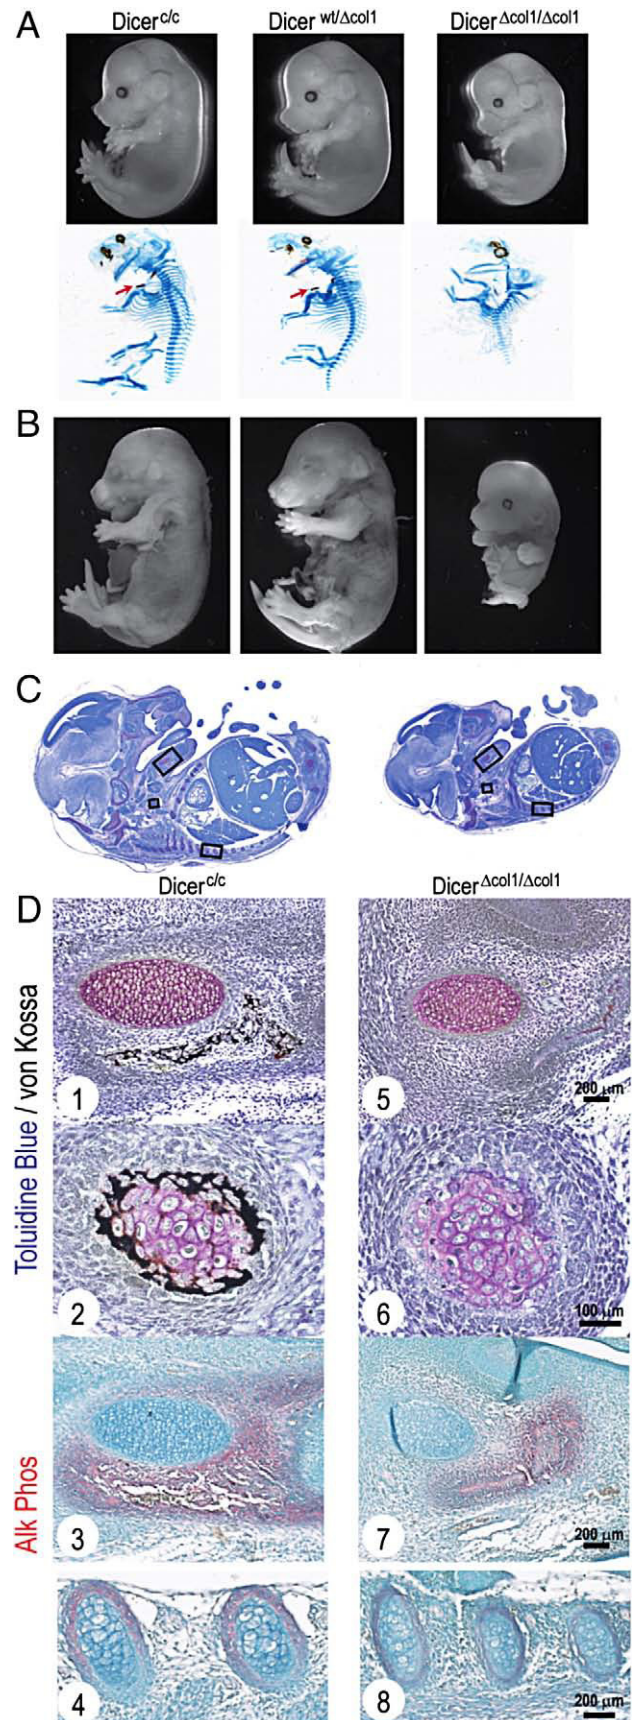 A
Dicer c/c Dicer wt/Δcol1 Dicer Δcol1/Δcol1
B
C
Dicer c/c Dicer Δcol1/Δcol1
D
Toluidine Blue / von Kossa
1
5
200 µm
2
6
100 µm
Alk Phos
3
7
200 µm
4
8
200 µm